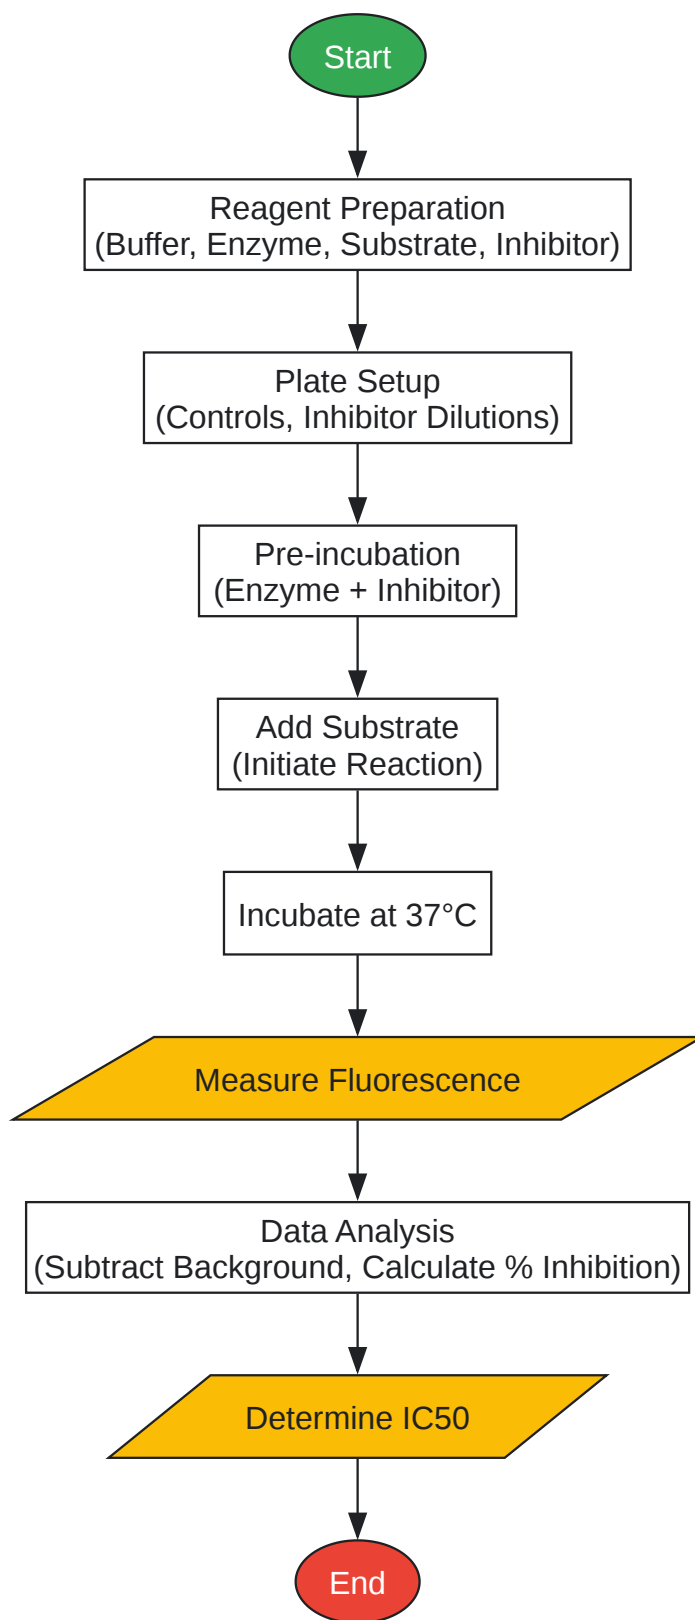 Start
Reagent Preparation
(Buffer, Enzyme, Substrate, Inhibitor)
Plate Setup
(Controls, Inhibitor Dilutions)
Pre-incubation
(Enzyme + Inhibitor)
Add Substrate
(Initiate Reaction)
Incubate at 37°C
Measure Fluorescence
Data Analysis
(Subtract Background, Calculate % Inhibition)
Determine IC50
End